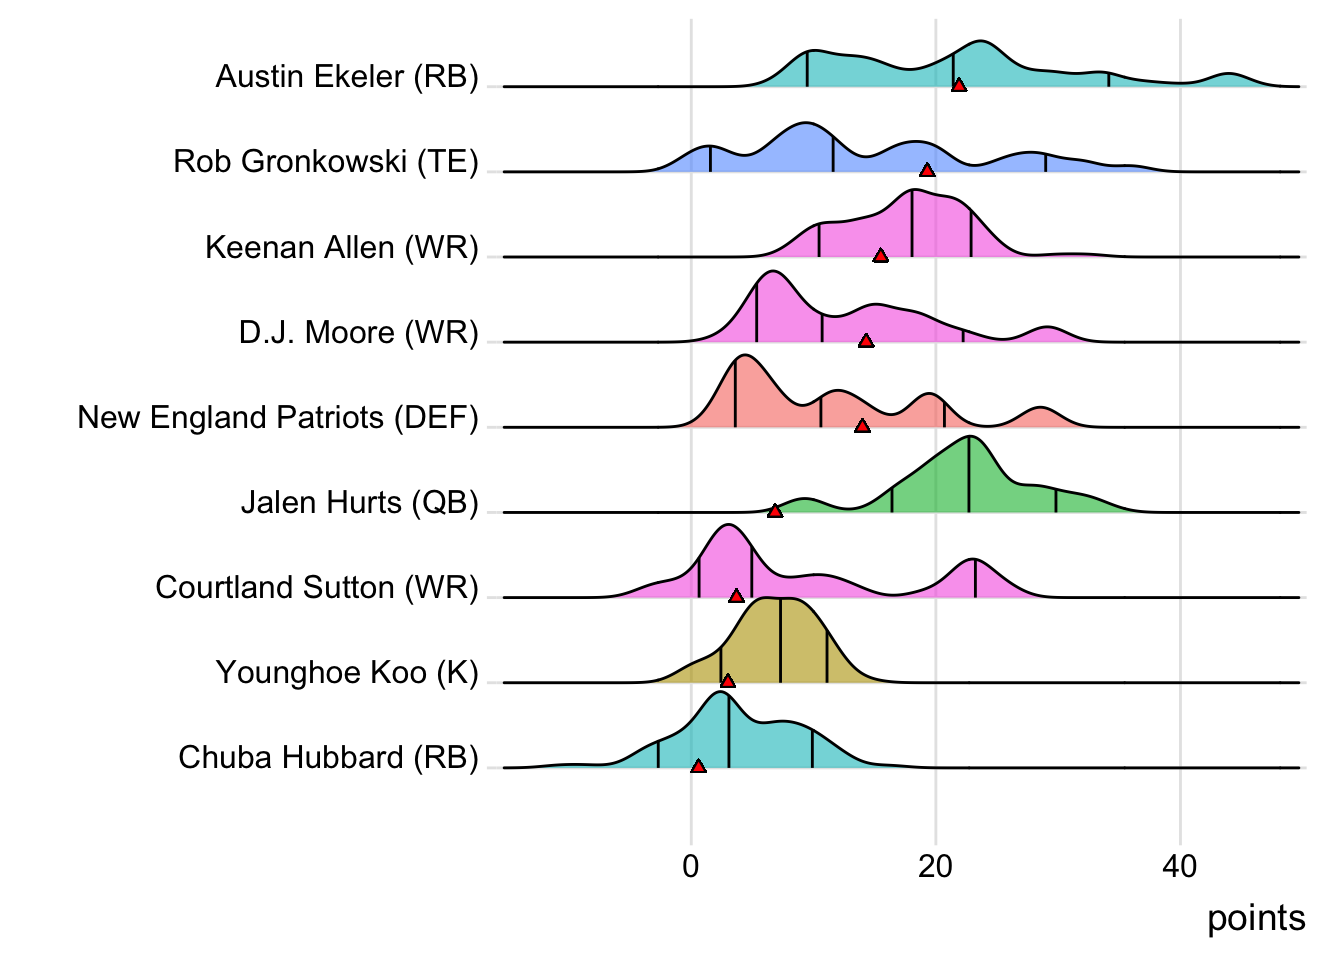 Austin Ekeler (RB)
Rob Gronkowski (TE)
Keenan Allen (WR)
D.J. Moore (WR)
New England Patriots (DEF)
Jalen Hurts (QB)
Courtland Sutton (WR)
Younghoe Koo (K)
Chuba Hubbard (RB)
0 20 40
points